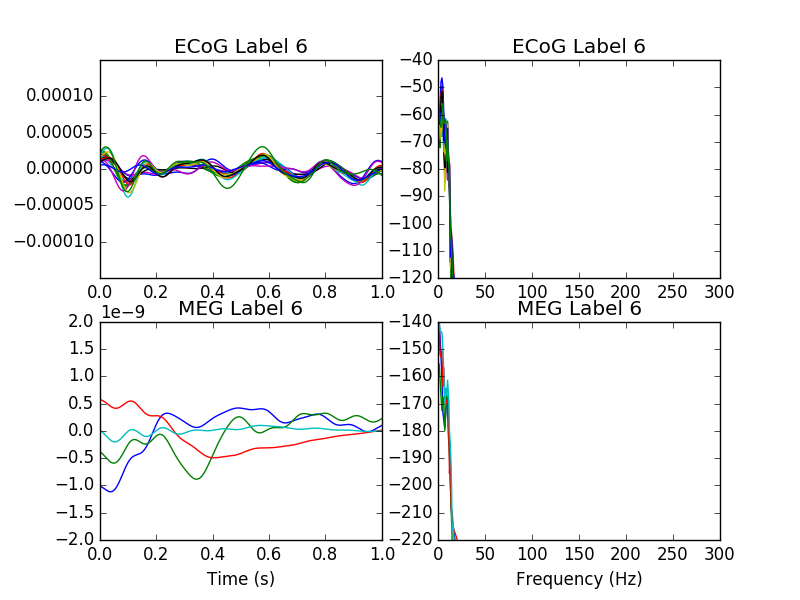 ECoG Label 6
0.00010
0.00005
0.00000
−0.00005
−0.00010
0.0 0.2 0.4 0.6 0.8 1.0
ECoG Label 6
−40
−50
−60
−70
−80
−90
−100
−110
−120
0 50 100 150 200 250 300
MEG Label 6
1e−9
2.0
1.5
1.0
0.5
0.0
−0.5
−1.0
−1.5
−2.0
0.0 0.2 0.4 0.6 0.8 1.0
Time (s)
MEG Label 6
−140
−150
−160
−170
−180
−190
−200
−210
−220
0 50 100 150 200 250 300
Frequency (Hz)